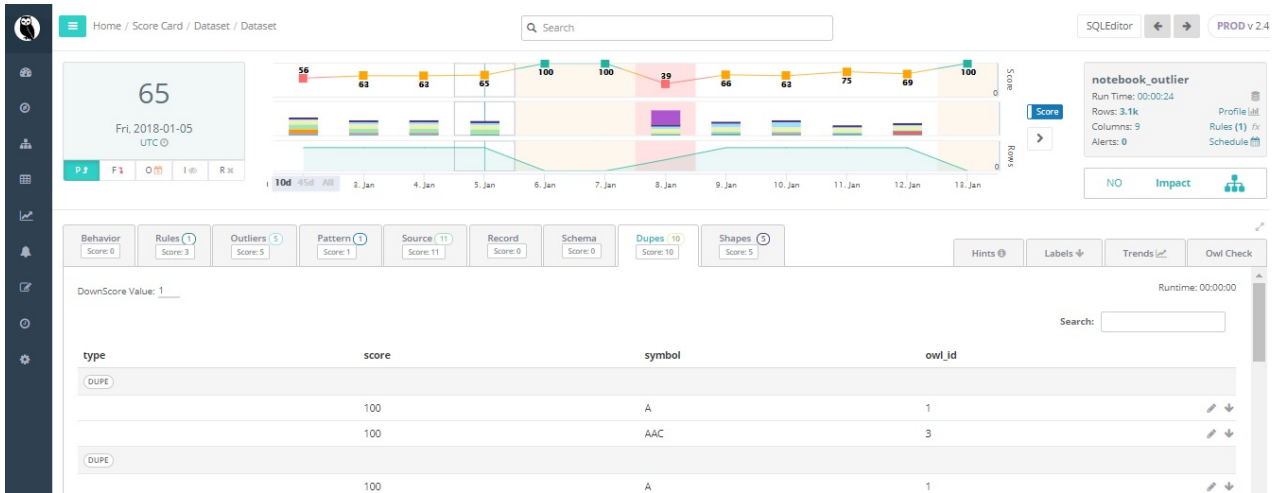 Home / Score Card / Dataset / Dataset
Search
SQLEditor
PROD v 2.4
65
Fri, 2018-01-05
UTC
P F O I R
56 63 63 65 100 100 39 66 63 75 69 100
Score
0
Rows
0
10d 45d All
3. Jan 4. Jan 5. Jan 6. Jan 7. Jan 8. Jan 9. Jan 10. Jan 11. Jan 12. Jan 13. Jan
Score
notebook_outlier
Run Time: 00:00:24
Rows: 3.1k Profile
Columns: 9 Rules (1) fx
Alerts: 0 Schedule
NO Impact
Behavior Rules 1 Outliers 5 Pattern 1 Source 11 Record Schema Dupes 10 Shapes 5
Score: 0 Score: 3 Score: 5 Score: 1 Score: 11 Score: 0 Score: 0 Score: 10 Score: 5
Hints Labels Trends Owl Check
DownScore Value: 1
Runtime: 00:00:00
Search:
type score symbol owl_id
DUPE
100 A 1
100 AAC 3
DUPE
100 A 1